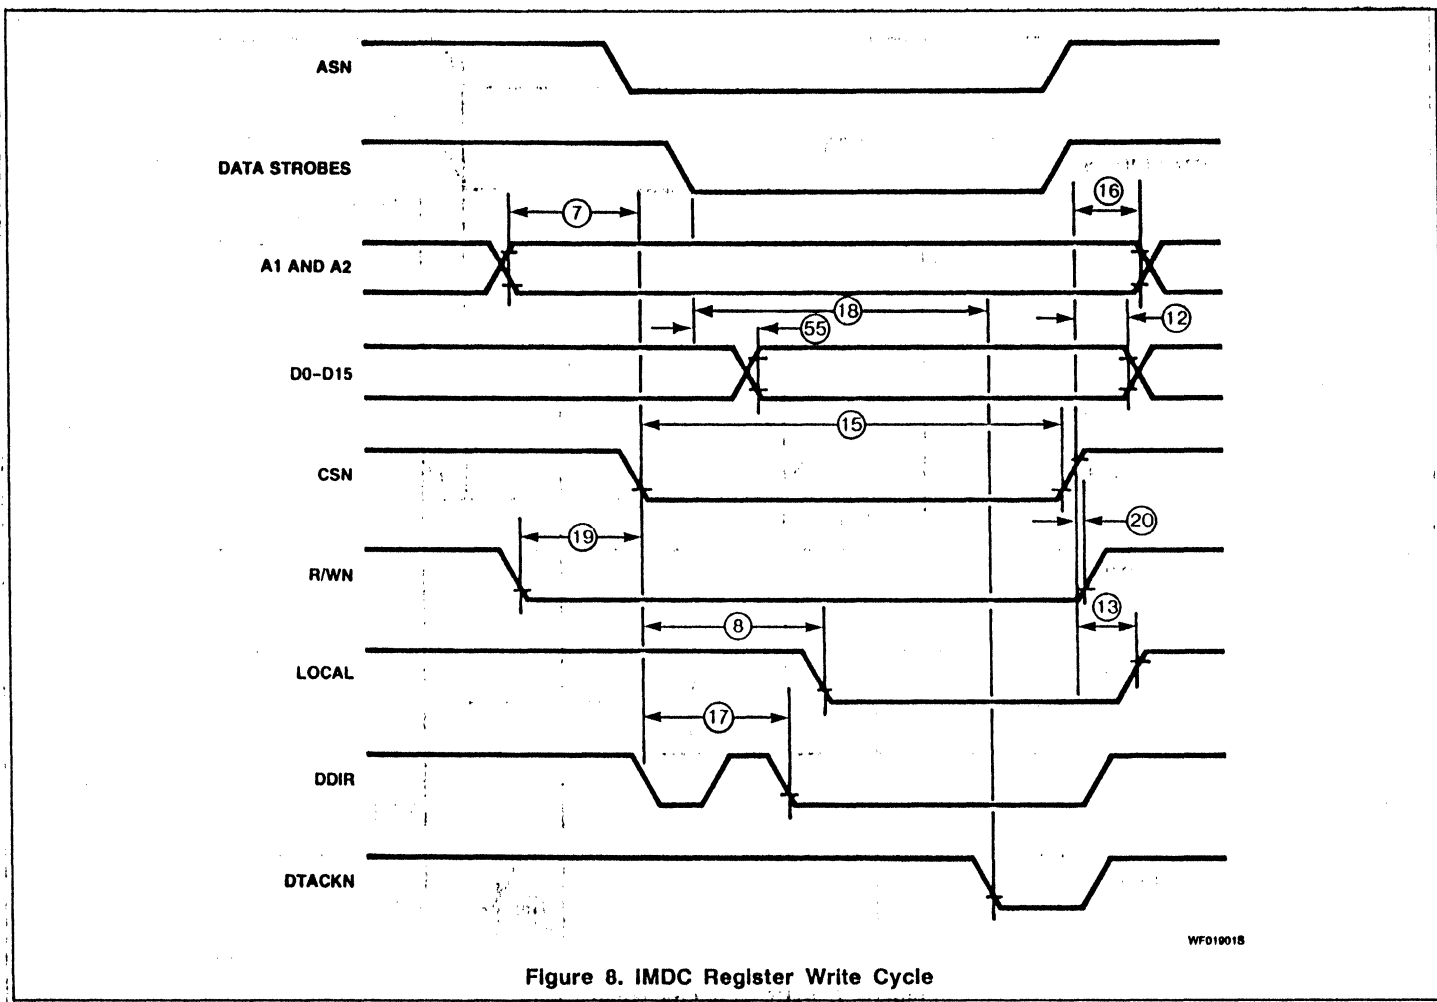 ASN
DATA STROBES
16
7
A1 AND A2
18
12
55
D0–D15
15
CSN
20
19
R/WN
13
8
LOCAL
17
DDIR
DTACKN
WF01901S
Figure 8. IMDC Register Write Cycle